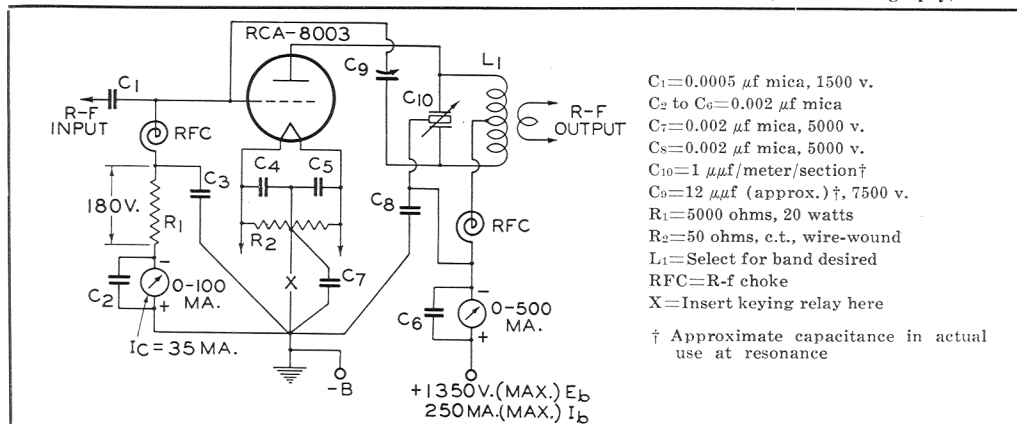 RCA-8003
C1
R-F
INPUT
RFC
C3
180V.
R1
C2
0-100
MA.
IC=35 MA.
C4
C5
R2
X
C7
-B
C9
C10
L1
R-F
OUTPUT
C8
RFC
C6
0-500
MA.
+1350V.(MAX.) Eb
250MA.(MAX.) Ib
C₁=0.0005 µf mica, 1500 v.
C₂ to C₆=0.002 µf mica
C₇=0.002 µf mica, 5000 v.
C₈=0.002 µf mica, 5000 v.
C₁₀=1 µµf/meter/section†
C₉=12 µµf (approx.)†, 7500 v.
R₁=5000 ohms, 20 watts
R₂=50 ohms, c.t., wire-wound
L₁=Select for band desired
RFC=R-f choke
X=Insert keying relay here
† Approximate capacitance in actual
use at resonance